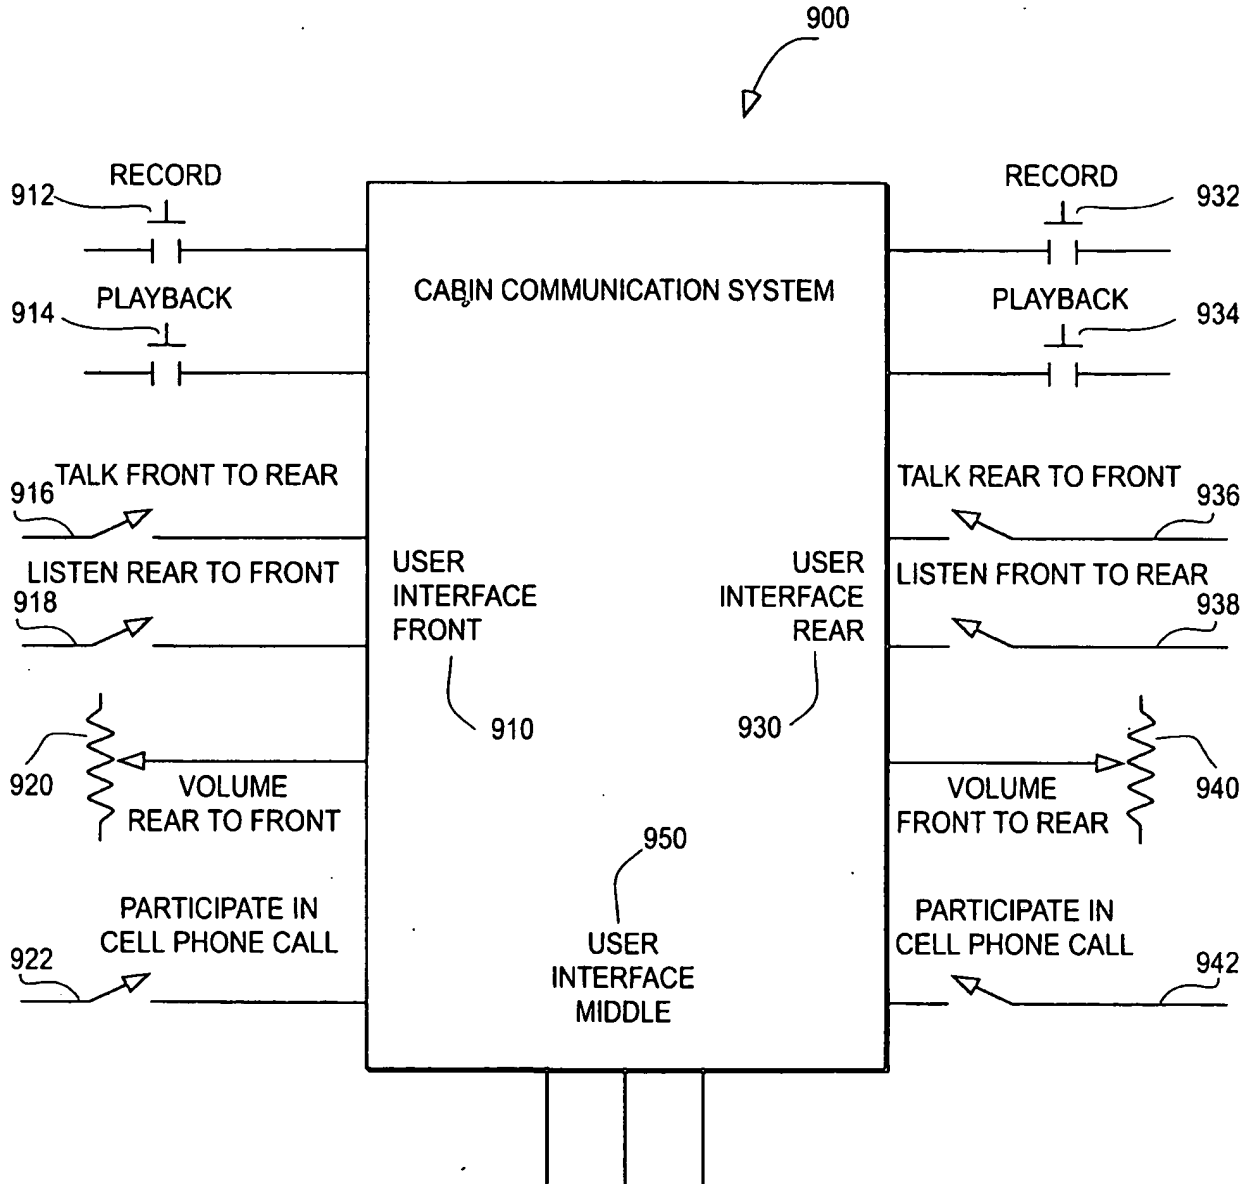 900
RECORD
912
PLAYBACK
914
TALK FRONT TO REAR
916
LISTEN REAR TO FRONT
918
920
VOLUME
REAR TO FRONT
PARTICIPATE IN
CELL PHONE CALL
922
CABIN COMMUNICATION SYSTEM
USER
INTERFACE
FRONT
910
USER
INTERFACE
REAR
930
950
USER
INTERFACE
MIDDLE
RECORD
932
PLAYBACK
934
TALK REAR TO FRONT
936
LISTEN FRONT TO REAR
938
VOLUME
FRONT TO REAR
940
PARTICIPATE IN
CELL PHONE CALL
942